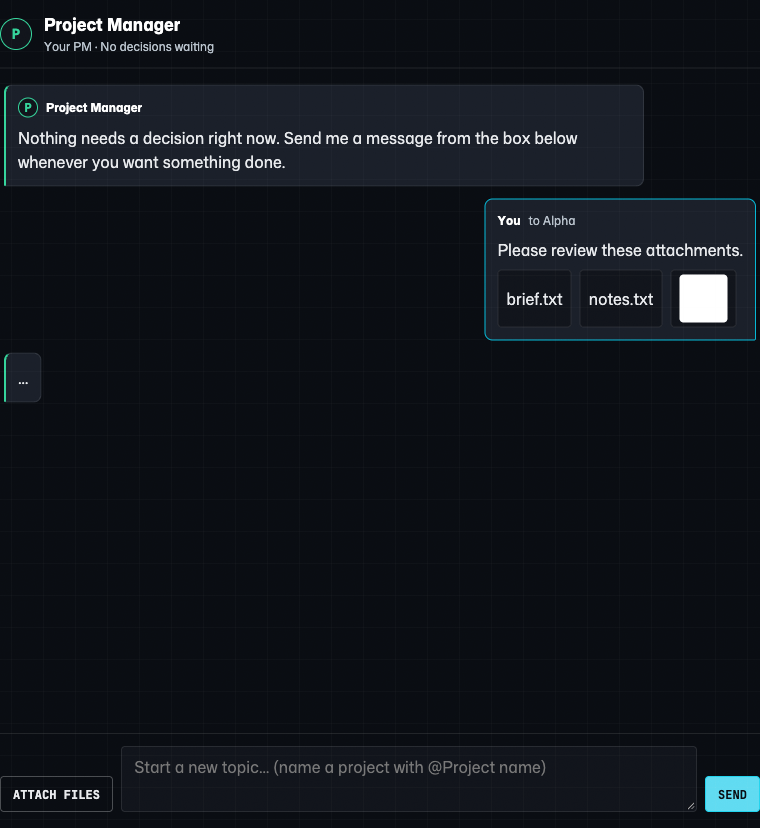 P
Project Manager
Your PM · No decisions waiting
P Project Manager
Nothing needs a decision right now. Send me a message from the box below
whenever you want something done.
You to Alpha
Please review these attachments.
brief.txt notes.txt
...
Start a new topic... (name a project with @Project name)
ATTACH FILES
SEND